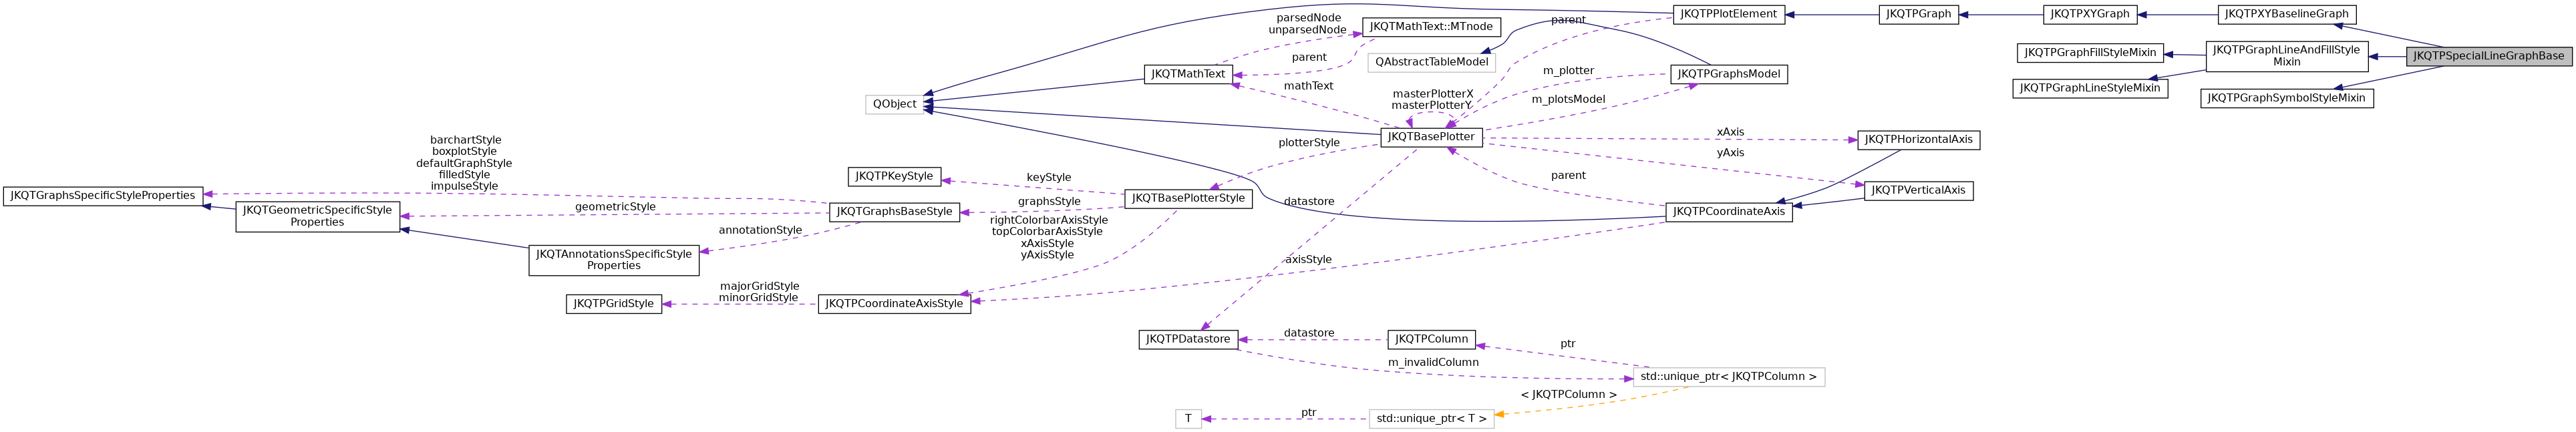 JKQTGraphsSpecificStyleProperties
JKQTGeometricSpecificStyle
Properties
barchartStyle
boxplotStyle
defaultGraphStyle
filledStyle
impulseStyle
geometricStyle
JKQTAnnotationsSpecificStyle
Properties
annotationStyle
JKQTPGridStyle
majorGridStyle
minorGridStyle
JKQTPKeyStyle
JKQTGraphsBaseStyle
JKQTPCoordinateAxisStyle
QObject
keyStyle
graphsStyle
rightColorbarAxisStyle
topColorbarAxisStyle
xAxisStyle
yAxisStyle
JKQTMathText
JKQTBasePlotterStyle
JKQTPDatastore
T
parsedNode
unparsedNode
parent
mathText
plotterStyle
datastore
axisStyle
datastore
m_invalidColumn
ptr
JKQTMathText::MTnode
QAbstractTableModel
masterPlotterX
masterPlotterY
JKQTBasePlotter
JKQTPColumn
std::unique_ptr< T >
parent
m_plotter
m_plotsModel
parent
ptr
< JKQTPColumn >
JKQTPPlotElement
JKQTPGraphsModel
xAxis
yAxis
JKQTPCoordinateAxis
std::unique_ptr< JKQTPColumn >
JKQTPGraph
JKQTPHorizontalAxis
JKQTPVerticalAxis
JKQTPXYGraph
JKQTPGraphFillStyleMixin
JKQTPGraphLineStyleMixin
JKQTPXYBaselineGraph
JKQTPGraphLineAndFillStyle
Mixin
JKQTPGraphSymbolStyleMixin
JKQTPSpecialLineGraphBase